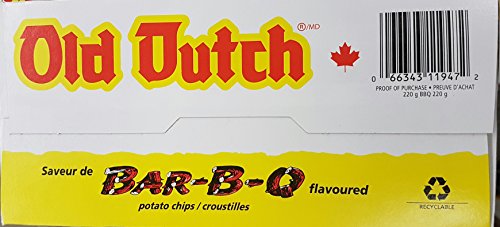 Old Dutch
®/MD
0 66343 11947 2
PROOF OF PURCHASE • PREUVE D'ACHAT
220 g BBQ 220 g
Saveur de BAR-B-Q flavoured
potato chips / croustilles
RECYCLABLE